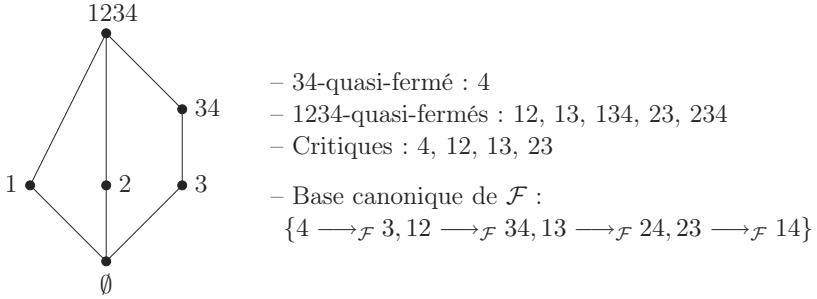 1234
34
1
2
3
∅
– 34-quasi-fermé : 4
– 1234-quasi-fermés : 12, 13, 134, 23, 234
– Critiques : 4, 12, 13, 23
– Base canonique de ℱ :
{4 ⟶ℱ 3, 12 ⟶ℱ 34, 13 ⟶ℱ 24, 23 ⟶ℱ 14}